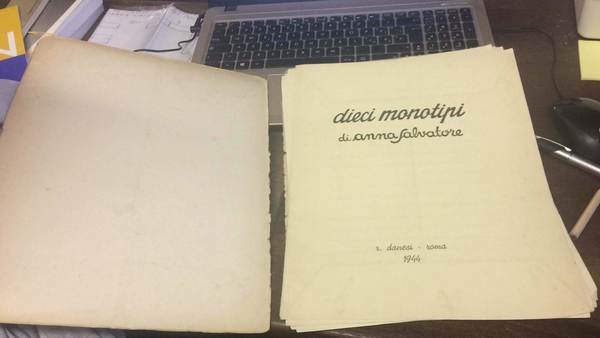 dieci monotipi
di anna salvatore
s. danesi - roma
1944